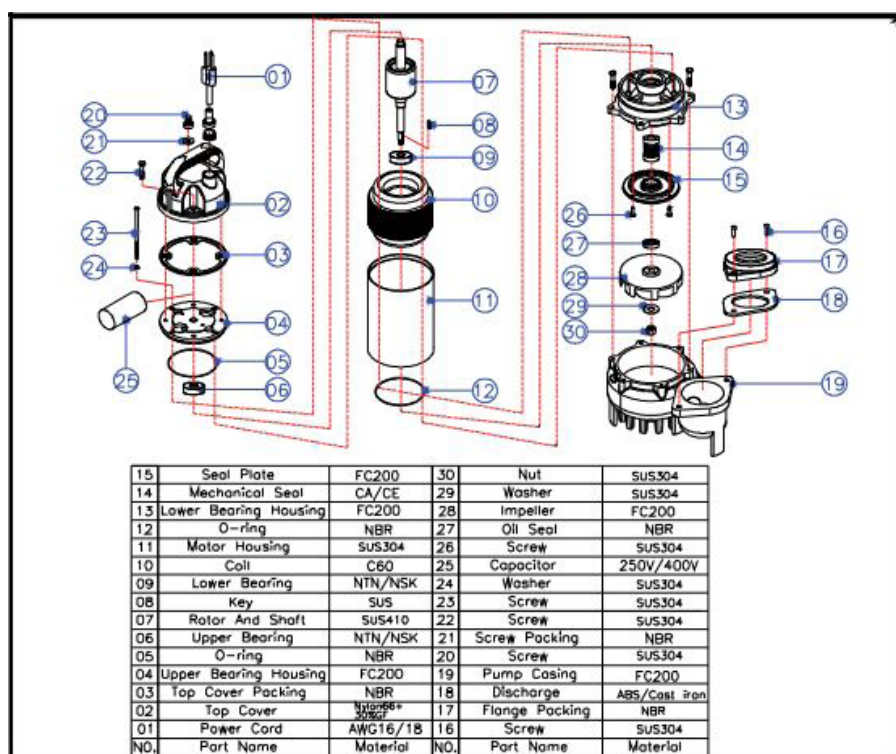 01
20
21
22
02
23
03
24
04
25
05
06
07
08
09
10
11
12
13
14
15
26
27
28
29
30
16
17
18
19
15 Seal Plate FC200 30 Nut SUS304
14 Mechanical Seal CA/CE 29 Washer SUS304
13 Lower Bearing Housing FC200 28 Impeller FC200
12 O-ring NBR 27 Oil Seal NBR
11 Motor Housing SUS304 26 Screw SUS304
10 Coil C60 25 Capacitor 250V/400V
09 Lower Bearing NTN/NSK 24 Washer SUS304
08 Key SUS 23 Screw SUS304
07 Rotor And Shaft SUS410 22 Screw SUS304
06 Upper Bearing NTN/NSK 21 Screw Packing NBR
05 O-ring NBR 20 Screw SUS304
04 Upper Bearing Housing FC200 19 Pump Casing FC200
03 Top Cover Packing NBR 18 Discharge ABS/Cast iron
02 Top Cover Nylon66+ 30%GF 17 Flange Packing NBR
01 Power Cord AWG16/18 16 Screw SUS304
NO. Part Name Material NO. Part Name Material